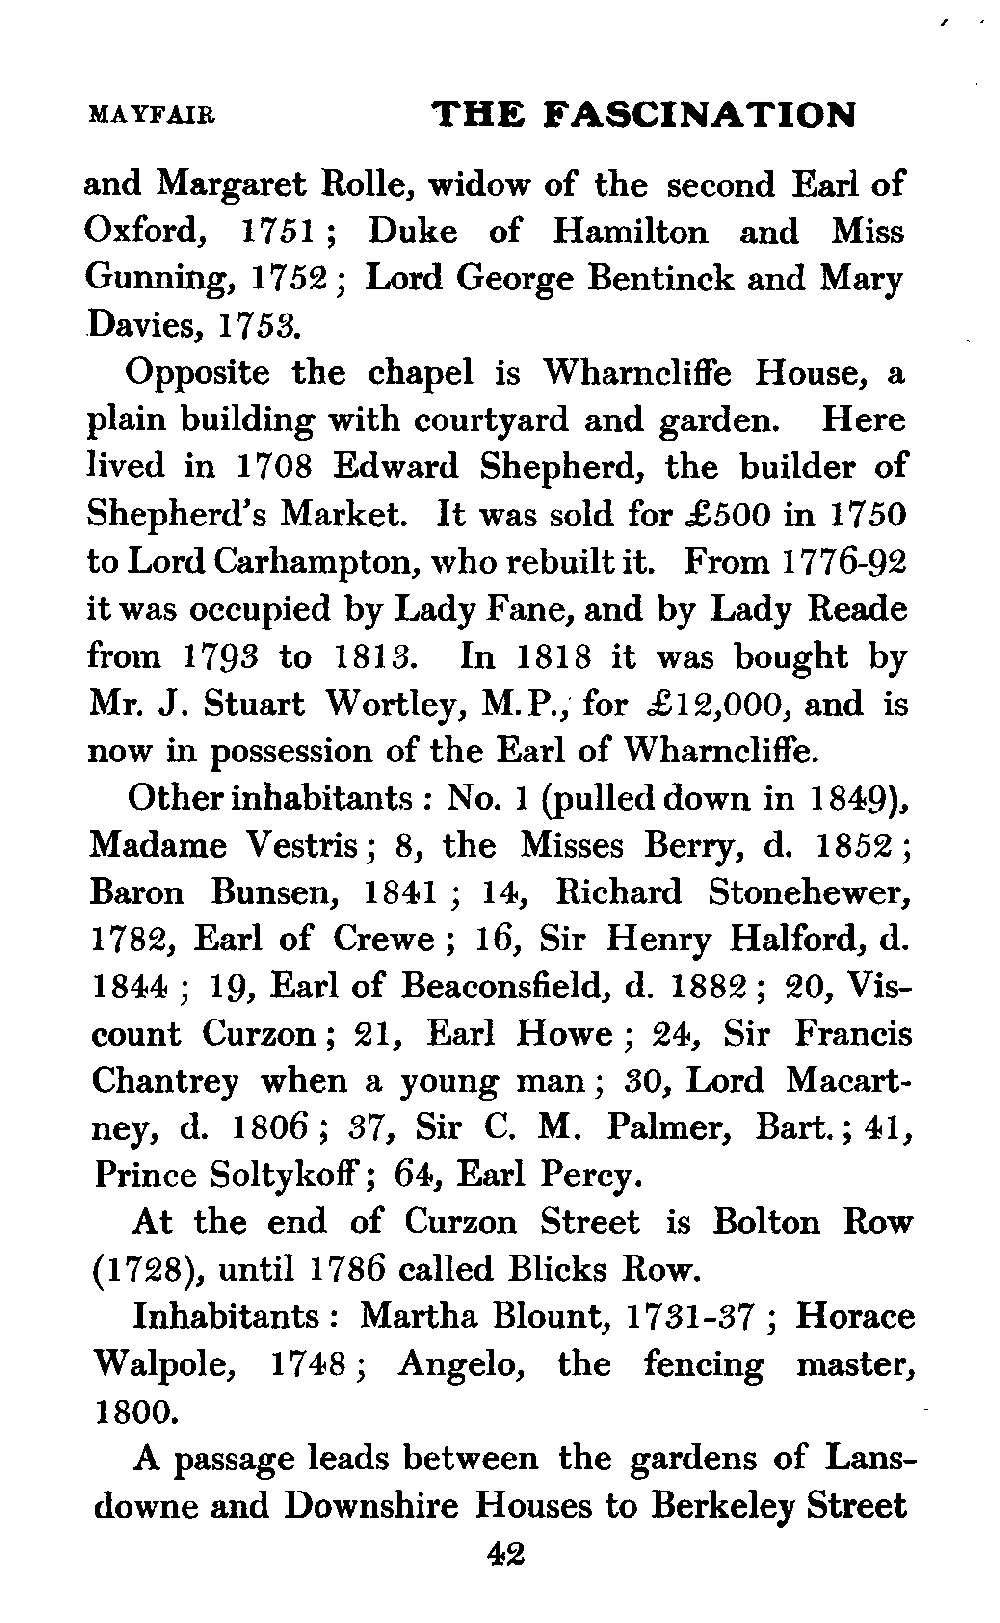 MAYFAIR THE FASCINATION
and Margaret Rolle, widow of the second Earl of
Oxford, 1751 ; Duke of Hamilton and Miss
Gunning, 1752 ; Lord George Bentinck and Mary
Davies, 1753.
Opposite the chapel is Wharncliffe House, a
plain building with courtyard and garden. Here
lived in 1708 Edward Shepherd, the builder of
Shepherd's Market. It was sold for £500 in 1750
to Lord Carhampton, who rebuilt it. From 1776-92
it was occupied by Lady Fane, and by Lady Reade
from 1793 to 1813. In 1818 it was bought by
Mr. J. Stuart Wortley, M.P., for £12,000, and is
now in possession of the Earl of Wharncliffe.
Other inhabitants : No. 1 (pulled down in 1849),
Madame Vestris ; 8, the Misses Berry, d. 1852 ;
Baron Bunsen, 1841 ; 14, Richard Stonehewer,
1782, Earl of Crewe ; 16, Sir Henry Halford, d.
1844 ; 19, Earl of Beaconsfield, d. 1882 ; 20, Vis-
count Curzon ; 21, Earl Howe ; 24, Sir Francis
Chantrey when a young man ; 30, Lord Macart-
ney, d. 1806 ; 37, Sir C. M. Palmer, Bart. ; 41,
Prince Soltykoff ; 64, Earl Percy.
At the end of Curzon Street is Bolton Row
(1728), until 1786 called Blicks Row.
Inhabitants : Martha Blount, 1731-37 ; Horace
Walpole, 1748 ; Angelo, the fencing master,
1800.
A passage leads between the gardens of Lans-
downe and Downshire Houses to Berkeley Street
42